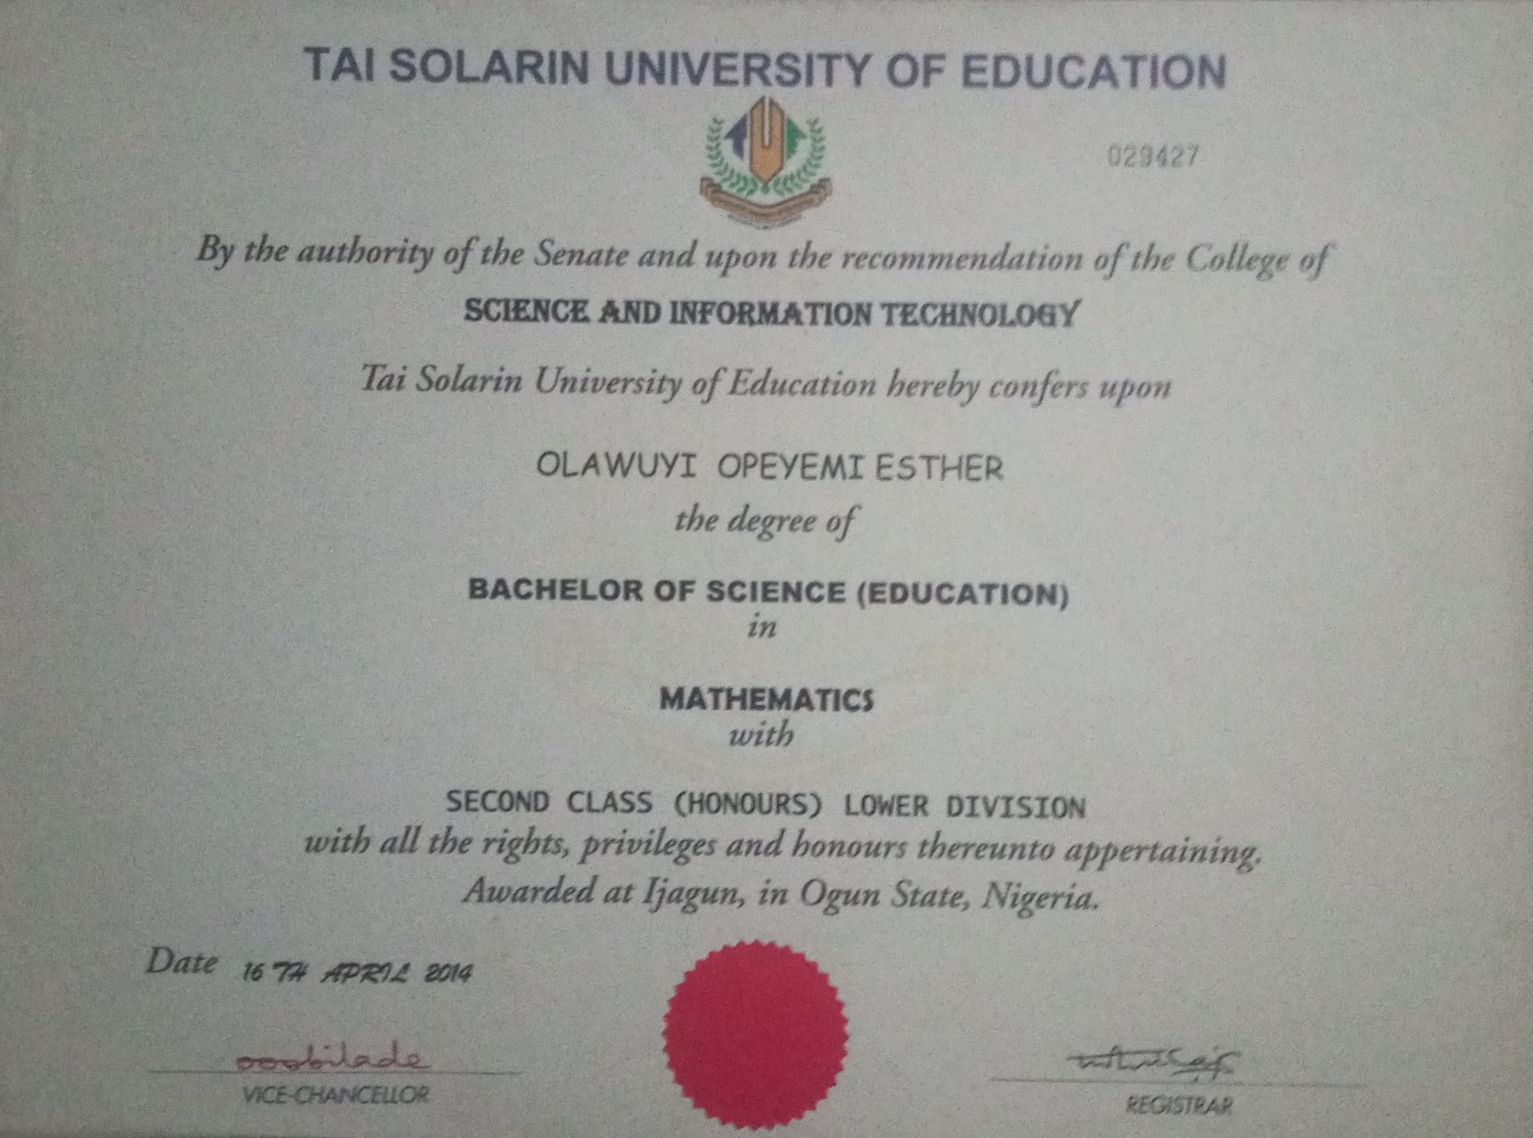 TAI SOLARIN UNIVERSITY OF EDUCATION
029427
By the authority of the Senate and upon the recommendation of the College of
SCIENCE AND INFORMATION TECHNOLOGY
Tai Solarin University of Education hereby confers upon
OLAWUYI OPEYEMI ESTHER
the degree of
BACHELOR OF SCIENCE (EDUCATION)
in
MATHEMATICS
with
SECOND CLASS (HONOURS) LOWER DIVISION
with all the rights, privileges and honours thereunto appertaining.
Awarded at Ijagun, in Ogun State, Nigeria.
Date 16 TH APRIL 2014
VICE-CHANCELLOR
REGISTRAR